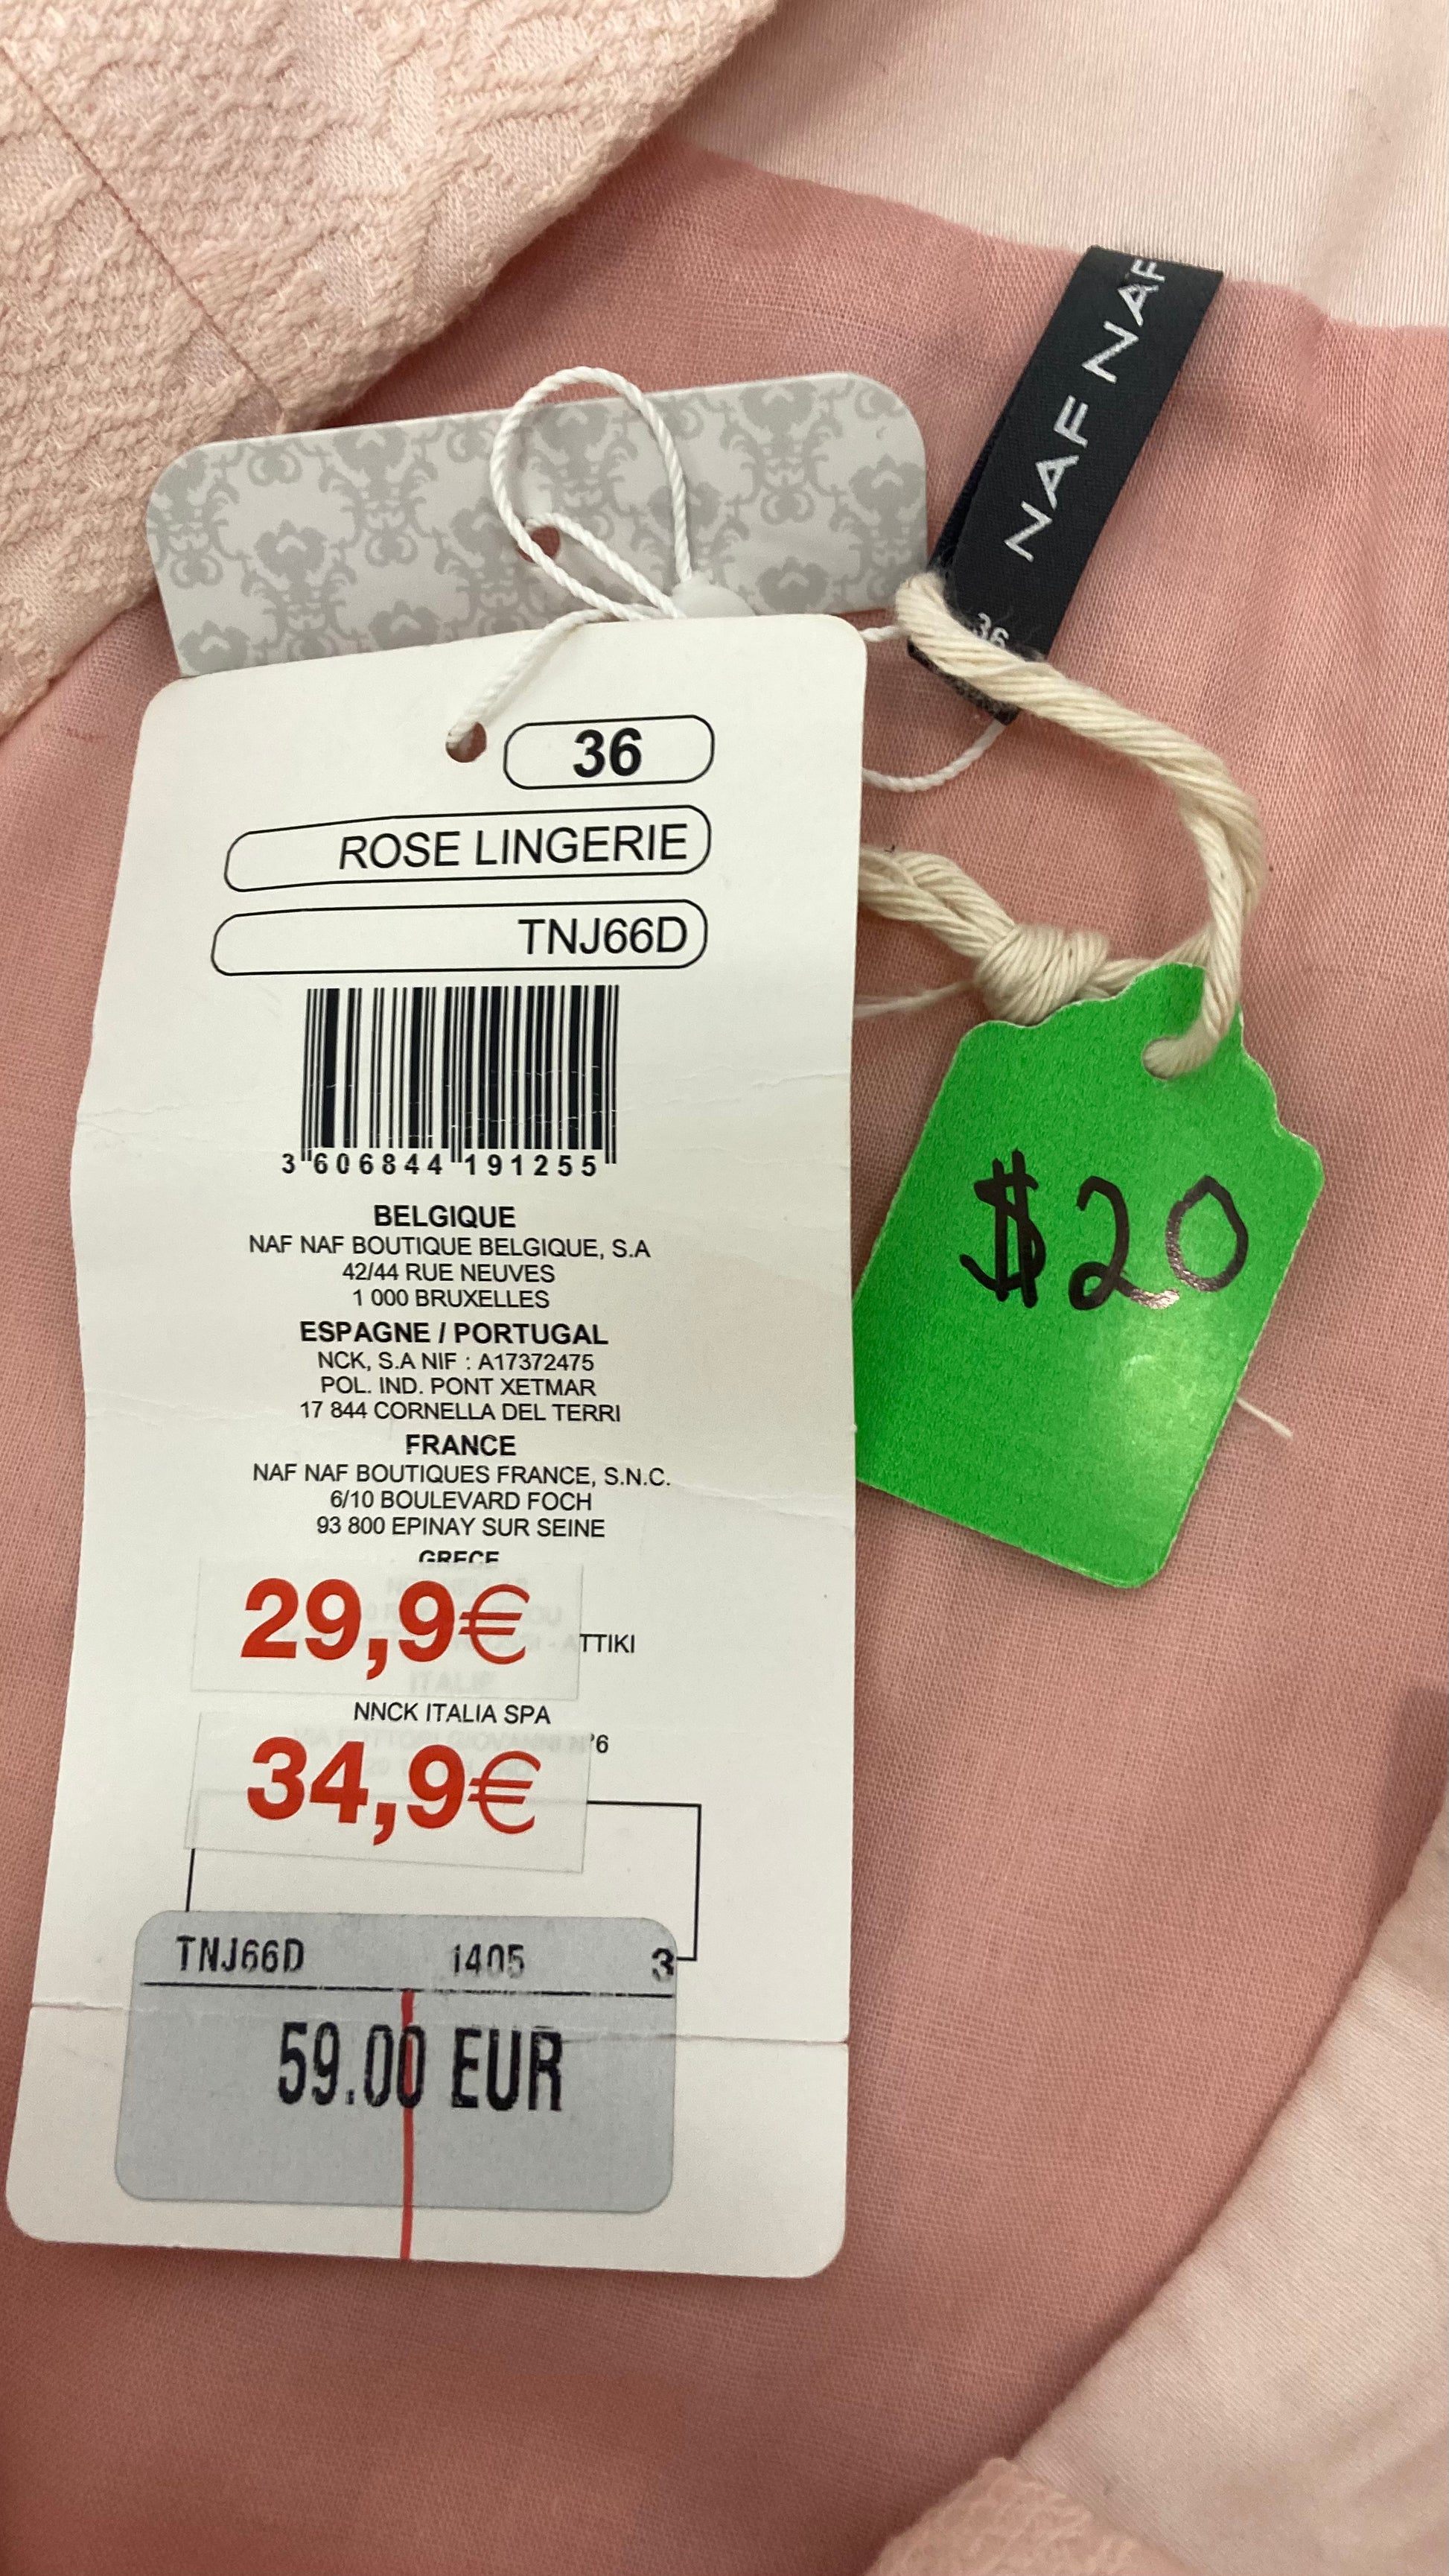 NAF NAF
36
36
ROSE LINGERIE
TNJ66D
3 606844 191255
BELGIQUE
NAF NAF BOUTIQUE BELGIQUE, S.A
42/44 RUE NEUVES
1 000 BRUXELLES
ESPAGNE / PORTUGAL
NCK, S.A NIF : A17372475
POL. IND. PONT XETMAR
17 844 CORNELLA DEL TERRI
FRANCE
NAF NAF BOUTIQUES FRANCE, S.N.C.
6/10 BOULEVARD FOCH
93 800 EPINAY SUR SEINE
GRECE
29,9€
ATTIKI
ITALIE
NNCK ITALIA SPA
N°6
34,9€
TNJ66D 1405 3
59.00 EUR
$20